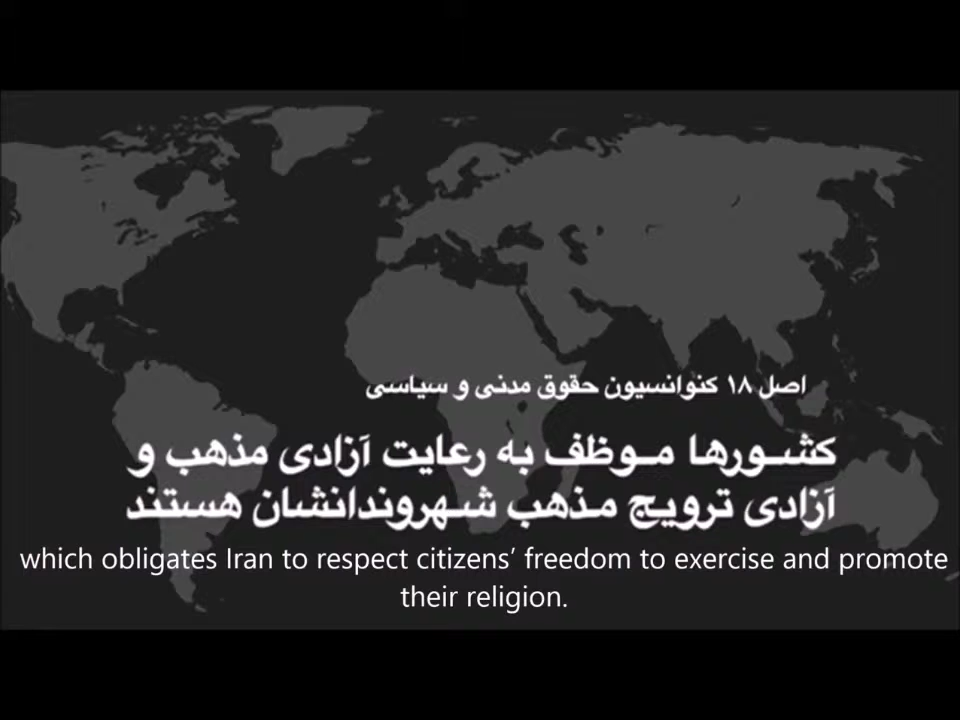 اصل ۱۸ کنوانسیون حقوق مدنی و سیاسی
کشورها موظف به رعایت آزادی مذهب و
آزادی ترویج مذهب شهروندانشان هستند
which obligates Iran to respect citizens’ freedom to exercise and promote
their religion.